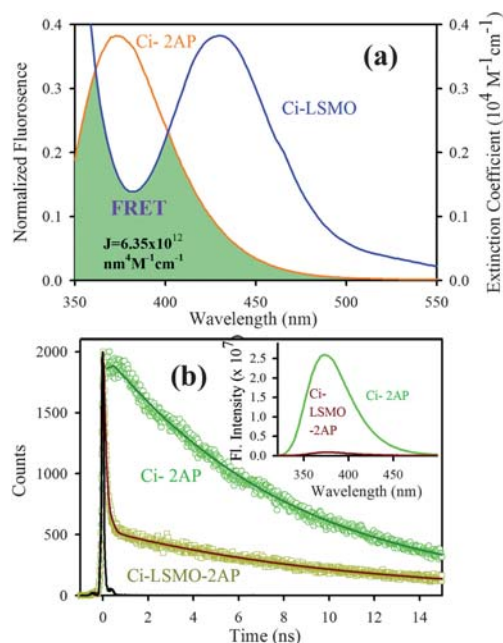 0.4
0.3
0.2
0.1
0.0
Normalized Fluorosence
Ci- 2AP
(a)
Ci-LSMO
FRET
J=6.35x10¹²
nm⁴M⁻¹cm⁻¹
0.4
0.3
0.2
0.1
0.0
Extinction Coefficient (10⁴ M⁻¹cm⁻¹)
350 400 450 500 550
Wavelength (nm)
2000
1500
1000
500
0
Counts
(b)
Fl. Intensity (x 10⁷)
2.5
2.0
1.5
1.0
0.5
0.0
Ci-
LSMO
-2AP
Ci- 2AP
350 400 450
Wavelength (nm)
Ci- 2AP
Ci-LSMO-2AP
0 2 4 6 8 10 12 14
Time (ns)